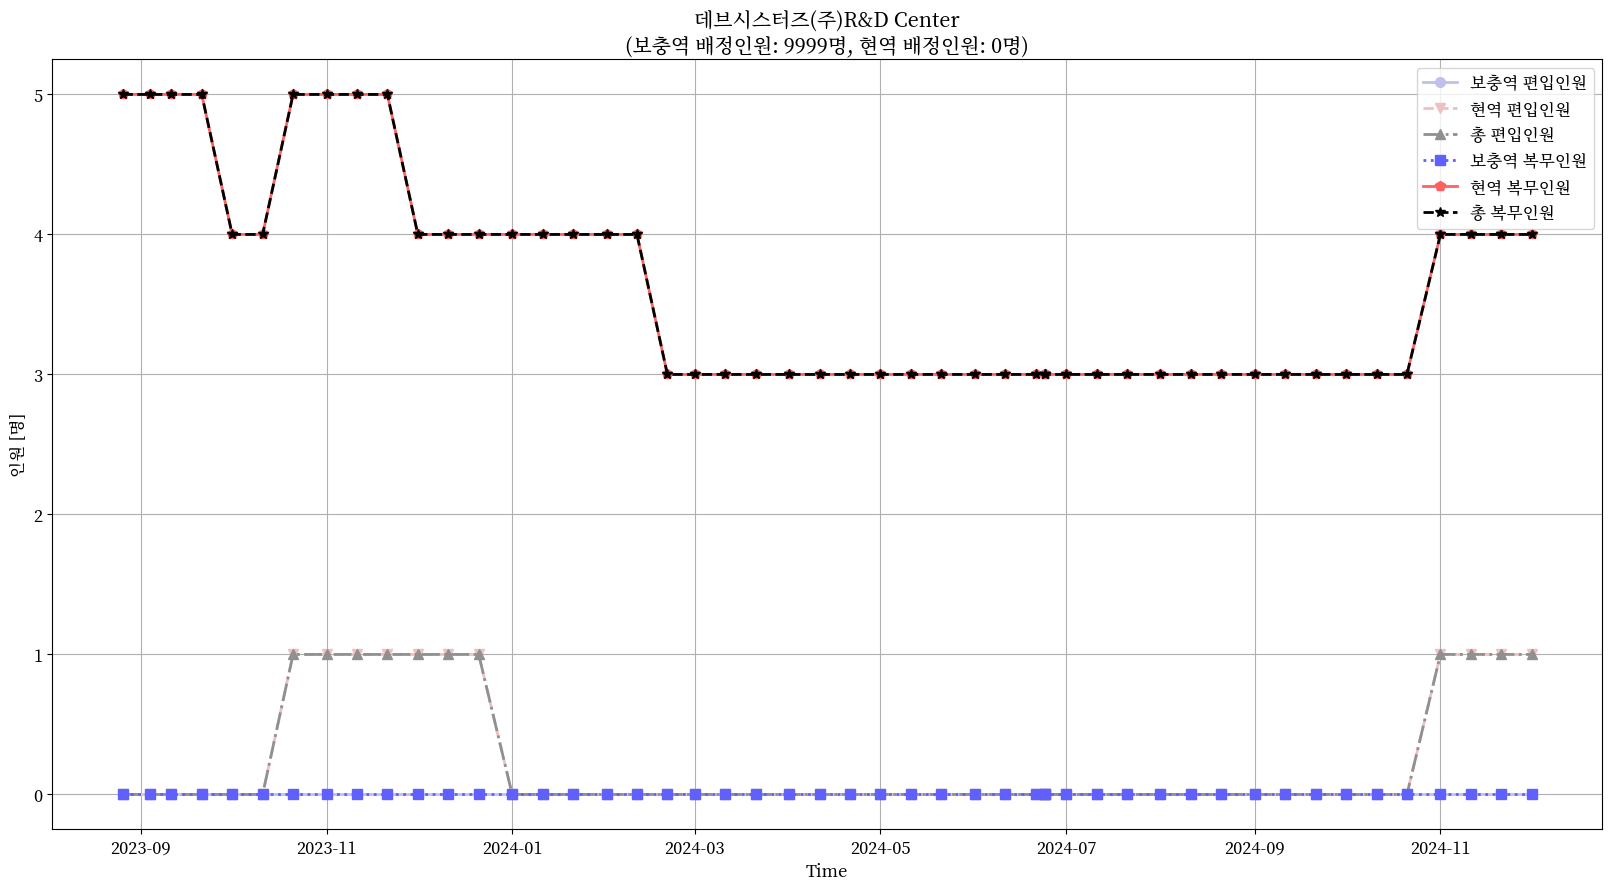 데브시스터즈(주)R&D Center
(보충역 배정인원: 9999명, 현역 배정인원: 0명)
보충역 편입인원
현역 편입인원
총 편입인원
보충역 복무인원
현역 복무인원
총 복무인원
인원 [명]
5
4
3
2
1
0
2023-09
2023-11
2024-01
2024-03
2024-05
2024-07
2024-09
2024-11
Time